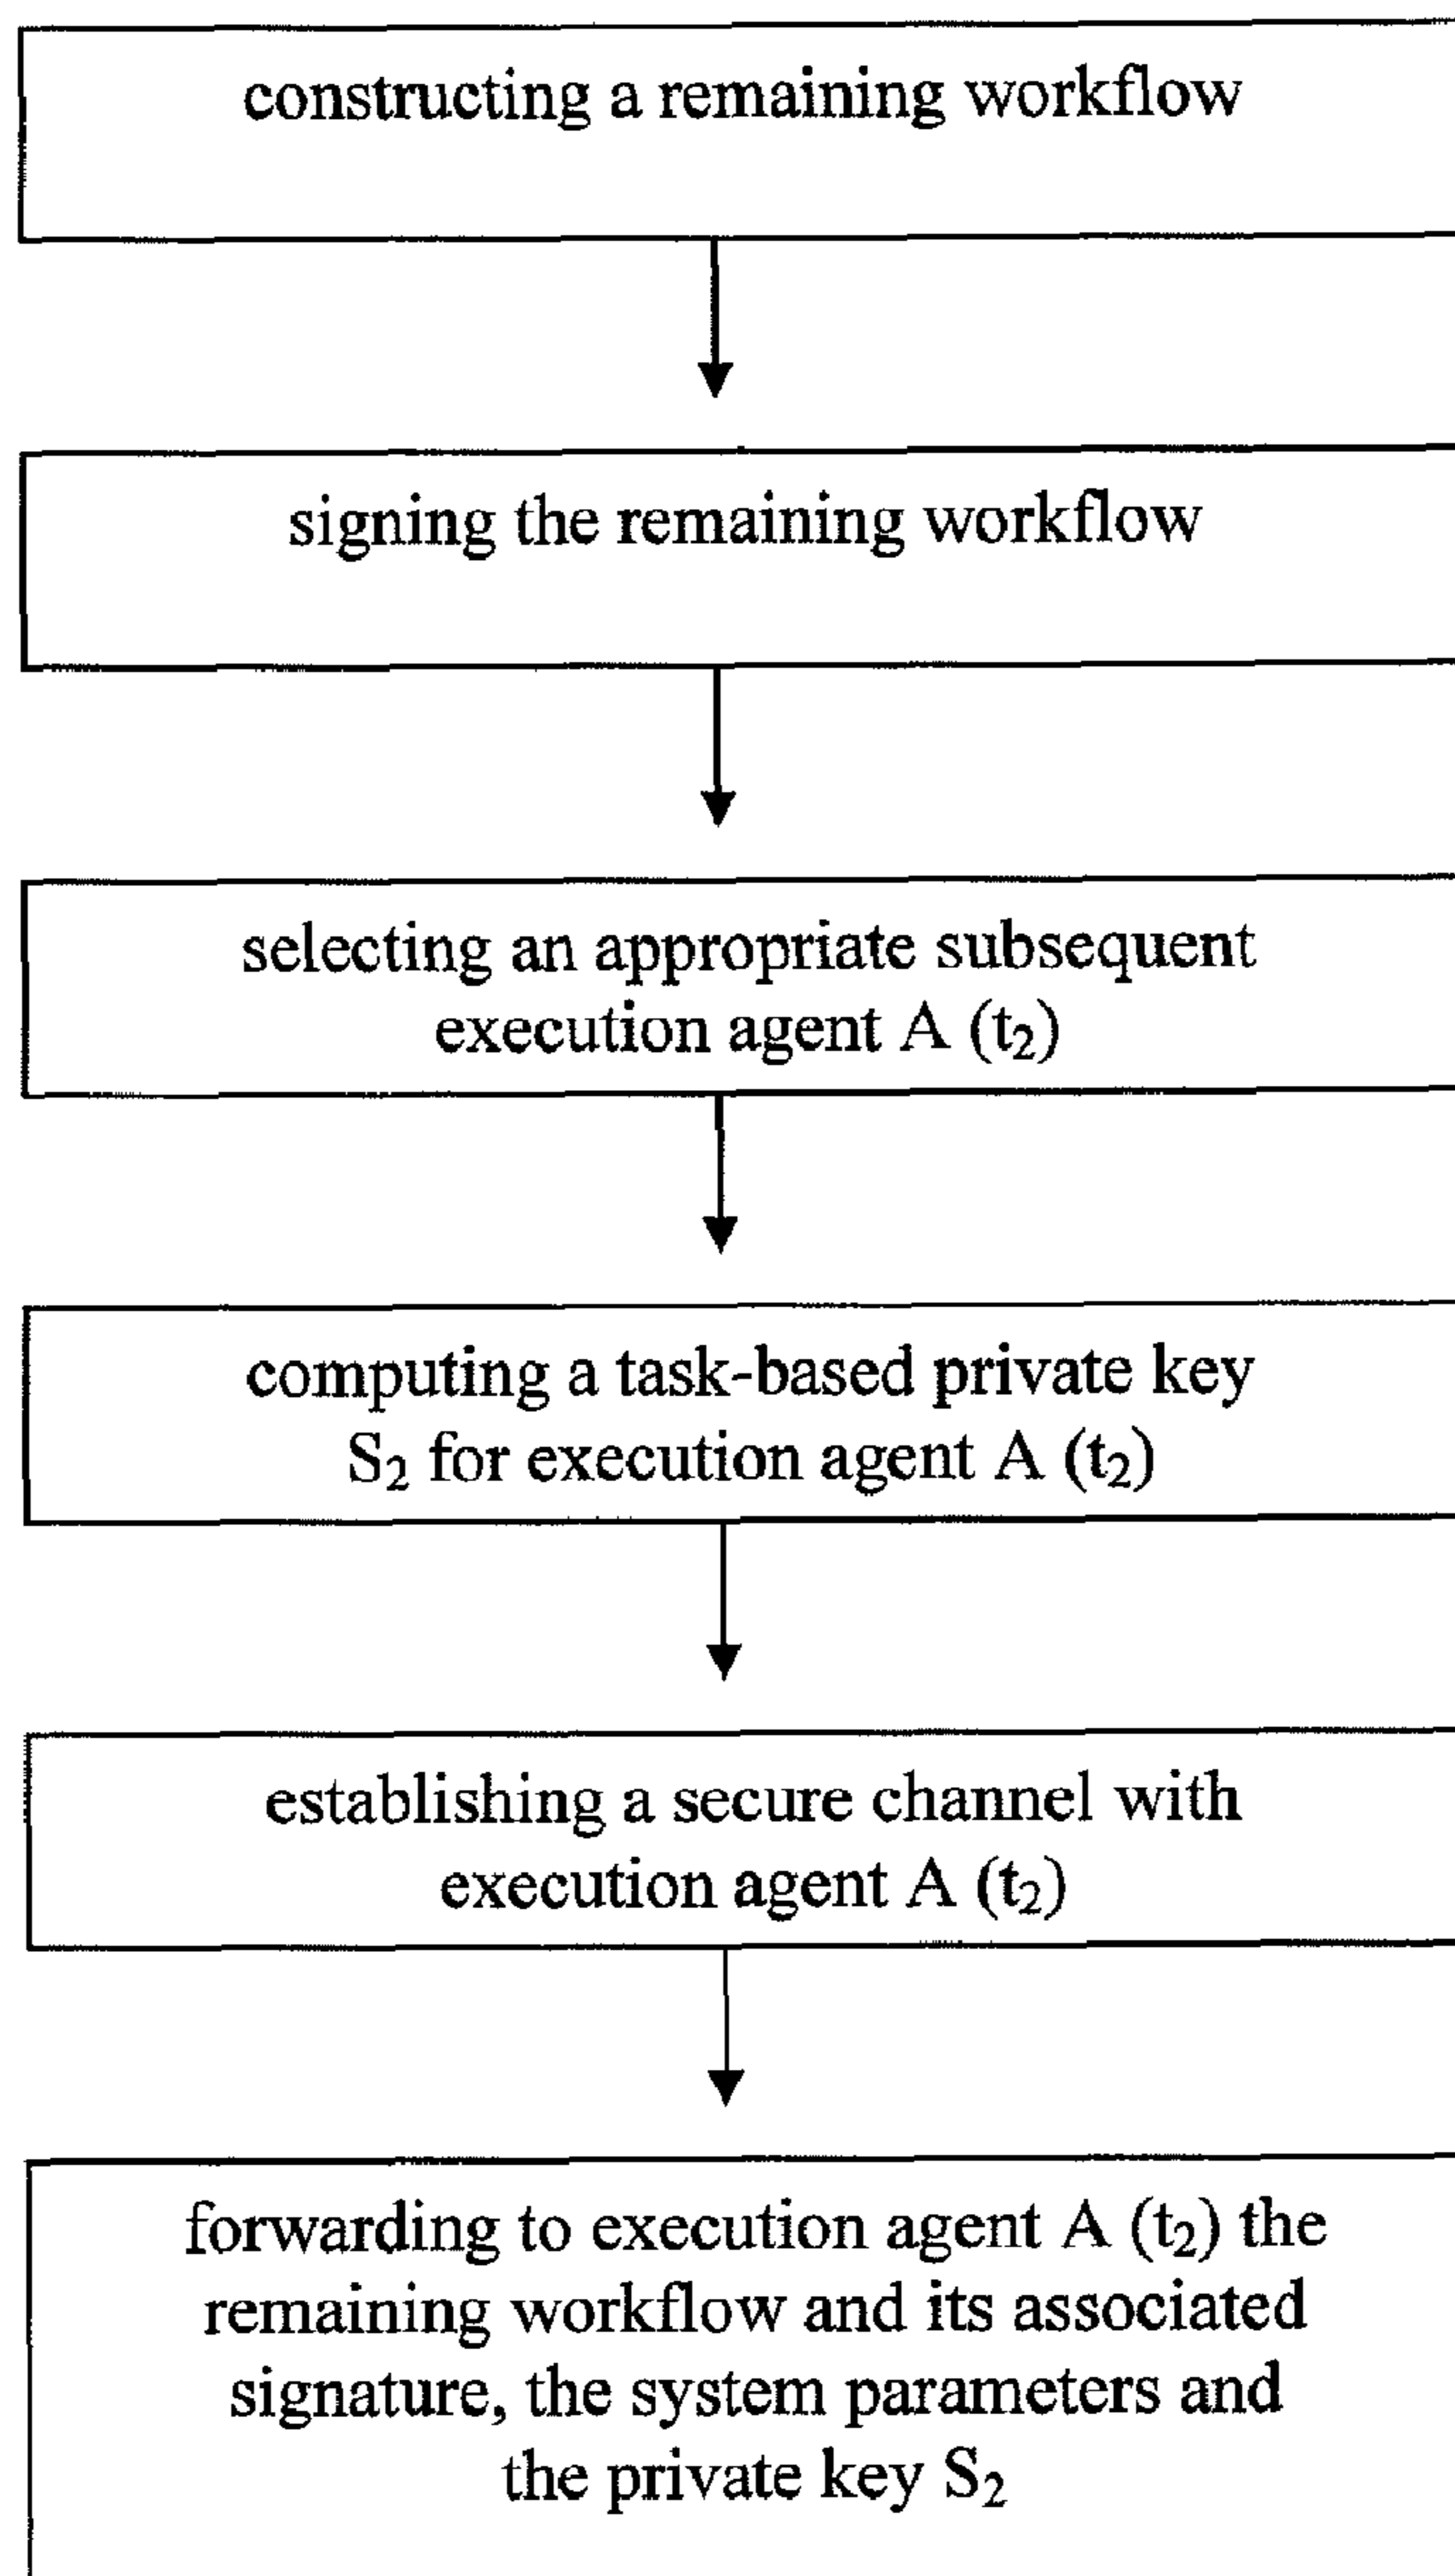 constructing a remaining workflow
signing the remaining workflow
selecting an appropriate subsequent
execution agent A (t₂)
computing a task-based private key
S₂ for execution agent A (t₂)
establishing a secure channel with
execution agent A (t₂)
forwarding to execution agent A (t₂) the
remaining workflow and its associated
signature, the system parameters and
the private key S₂